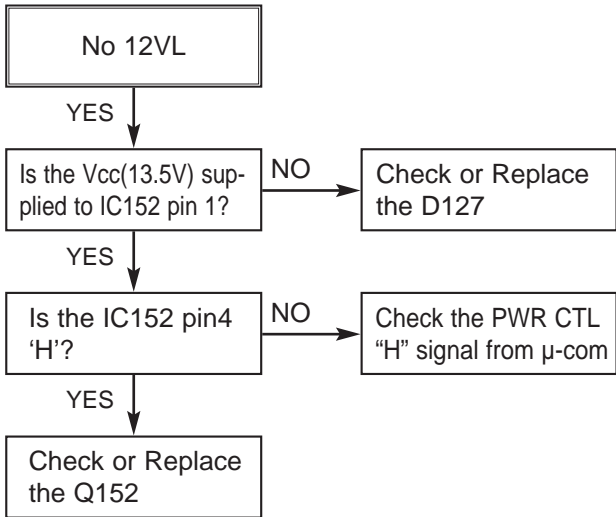 No 12VL
YES
Is the Vcc(13.5V) sup-
plied to IC152 pin 1?
NO
Check or Replace
the D127
YES
Is the IC152 pin4
‘H’?
NO
Check the PWR CTL
“H” signal from μ-com
YES
Check or Replace
the Q152